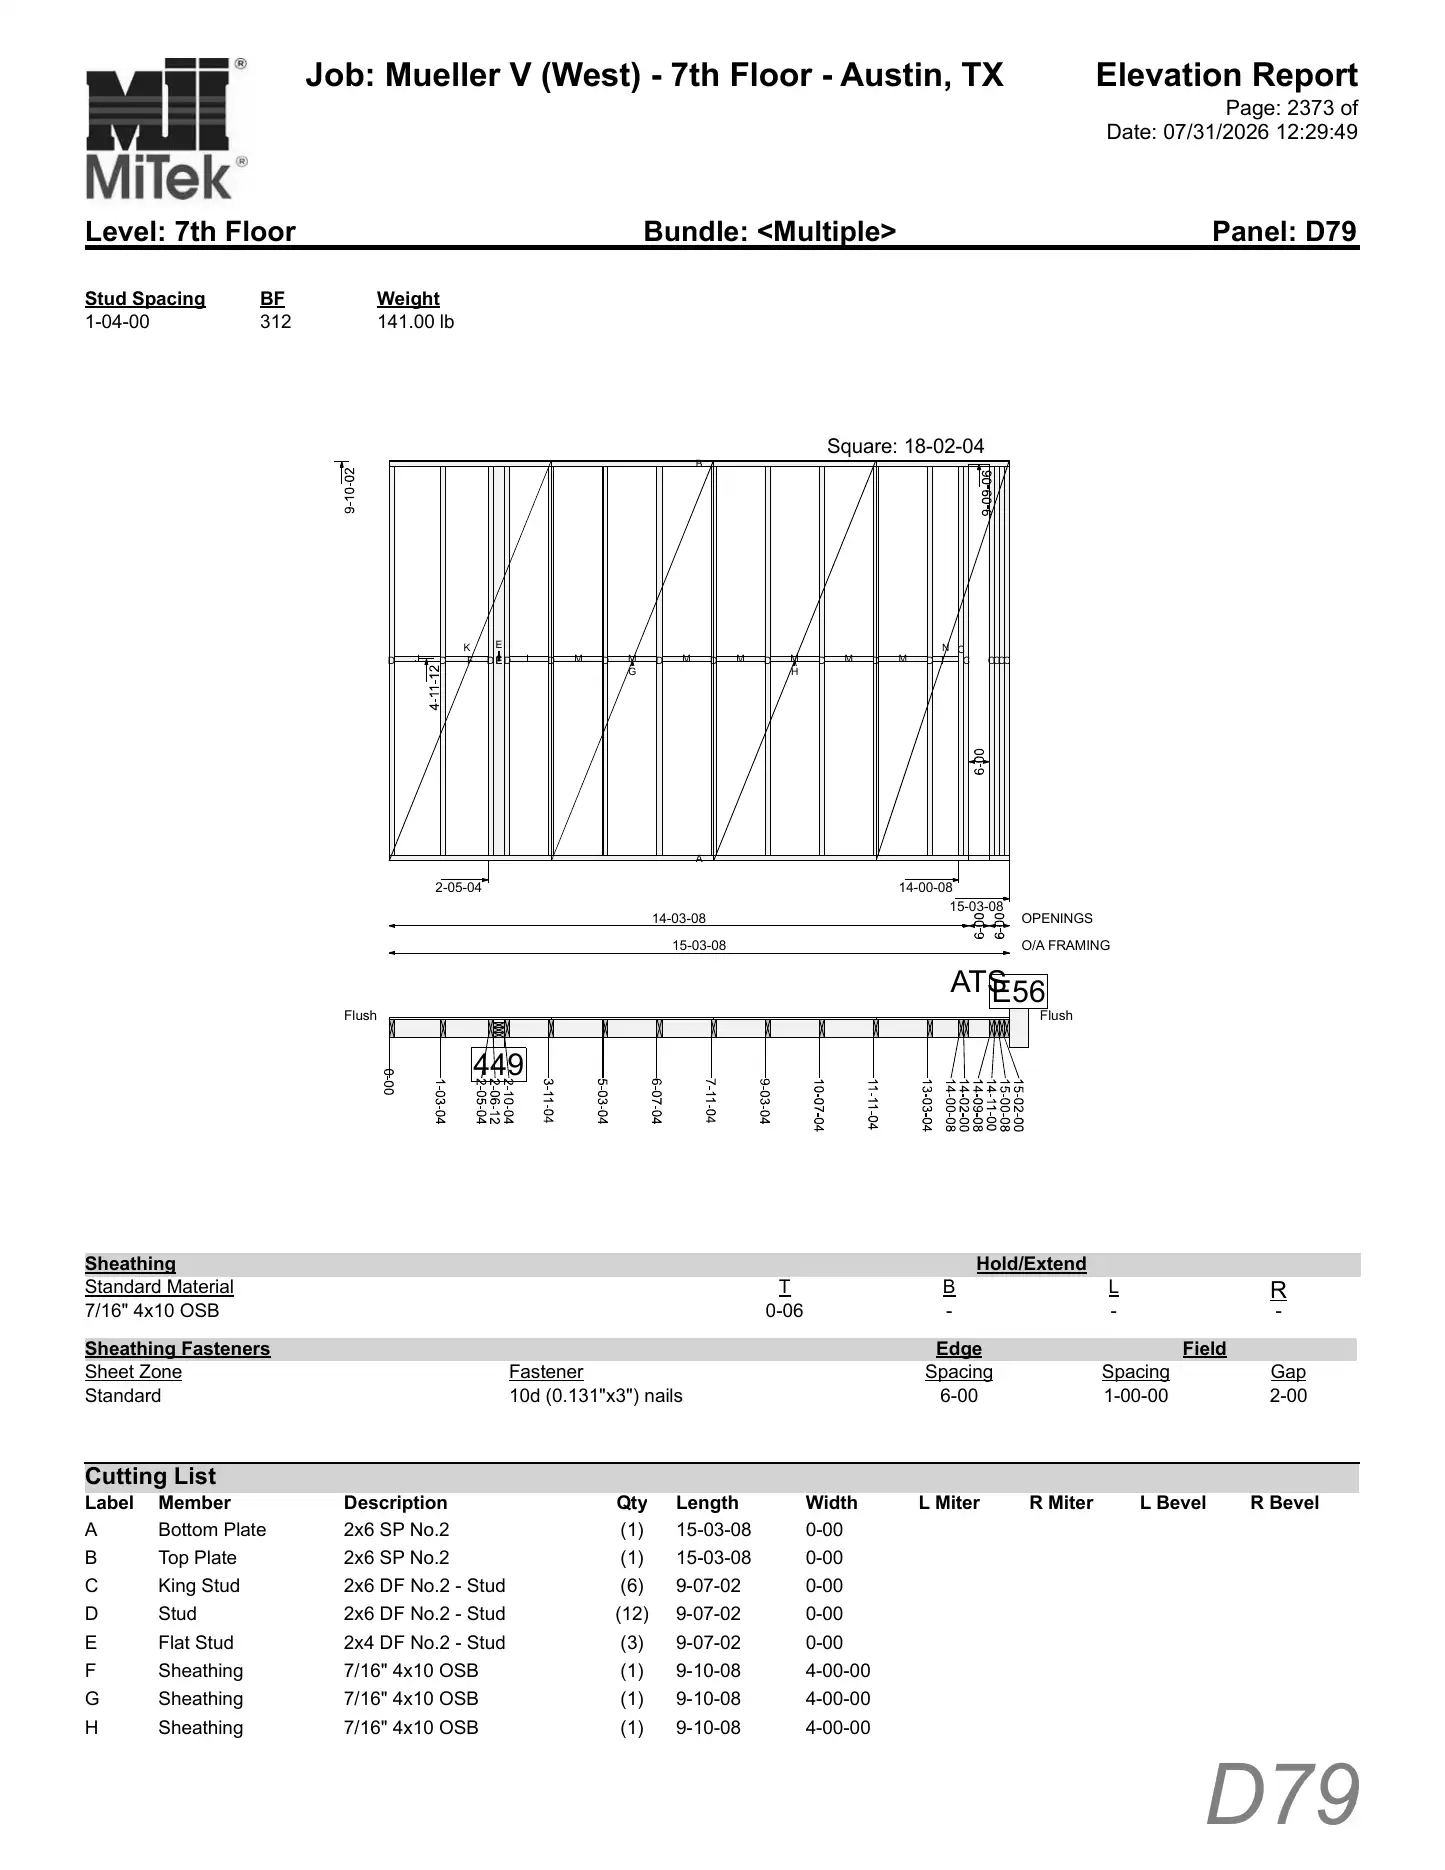 Job: Mueller V (West) - 7th Floor - Austin, TX
Elevation Report
Page: 2373 of
Date: 07/31/2026 12:29:49
MiTek®
Level: 7th Floor Bundle: <Multiple> Panel: D79
Stud Spacing BF Weight
1-04-00 312 141.00 lb
Square: 18-02-04
B
9-10-02
9-09-06
K E N C
M M M M M M M
G H
4-11-12
6-00
A
2-05-04 14-00-08
15-03-08
14-03-08 6-00 6-00 OPENINGS
15-03-08 O/A FRAMING
ATS
E56
Flush Flush
449
0-00 1-03-04 2-05-04 2-06-12 2-10-04 3-11-04 5-03-04 6-07-04 7-11-04 9-03-04 10-07-04 11-11-04 13-03-04 14-00-08 14-02-00 14-09-08 14-11-00 15-00-08 15-02-00
Sheathing Hold/Extend
Standard Material T B L R
7/16" 4x10 OSB 0-06 - - -
Sheathing Fasteners Edge Field
Sheet Zone Fastener Spacing Spacing Gap
Standard 10d (0.131"x3") nails 6-00 1-00-00 2-00
Cutting List
Label Member Description Qty Length Width L Miter R Miter L Bevel R Bevel
A Bottom Plate 2x6 SP No.2 (1) 15-03-08 0-00
B Top Plate 2x6 SP No.2 (1) 15-03-08 0-00
C King Stud 2x6 DF No.2 - Stud (6) 9-07-02 0-00
D Stud 2x6 DF No.2 - Stud (12) 9-07-02 0-00
E Flat Stud 2x4 DF No.2 - Stud (3) 9-07-02 0-00
F Sheathing 7/16" 4x10 OSB (1) 9-10-08 4-00-00
G Sheathing 7/16" 4x10 OSB (1) 9-10-08 4-00-00
H Sheathing 7/16" 4x10 OSB (1) 9-10-08 4-00-00
D79